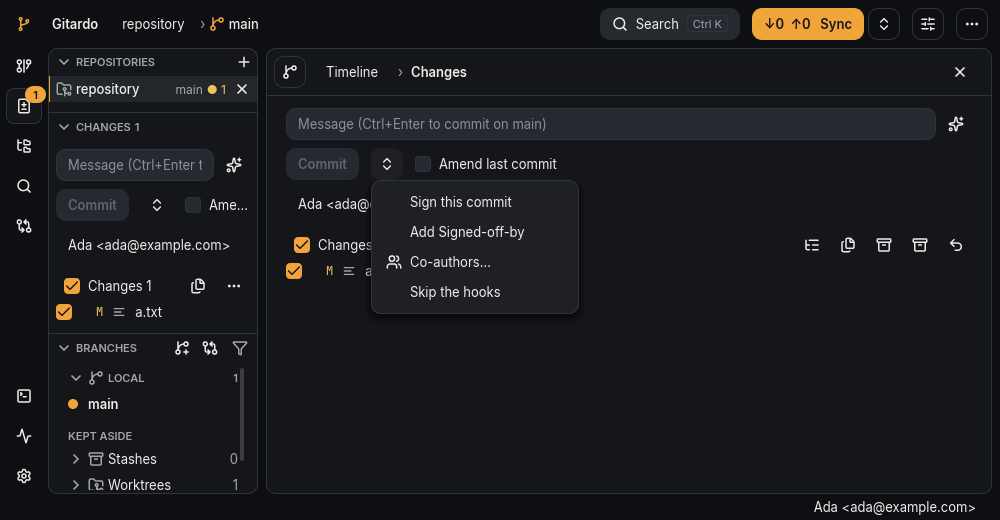 Gitardo
repository › main
Search Ctrl K
↓0 ↑0 Sync
1
REPOSITORIES
repository main 1
CHANGES 1
Message (Ctrl+Enter t
Commit Ame...
Ada <ada@example.com>
Changes 1
M a.txt
BRANCHES
LOCAL 1
main
KEPT ASIDE
Stashes 0
Worktrees 1
Timeline › Changes
Message (Ctrl+Enter to commit on main)
Commit Amend last commit
Ada <ada@
Sign this commit
Add Signed-off-by
Co-authors...
Skip the hooks
Changes
M a
Ada <ada@example.com>